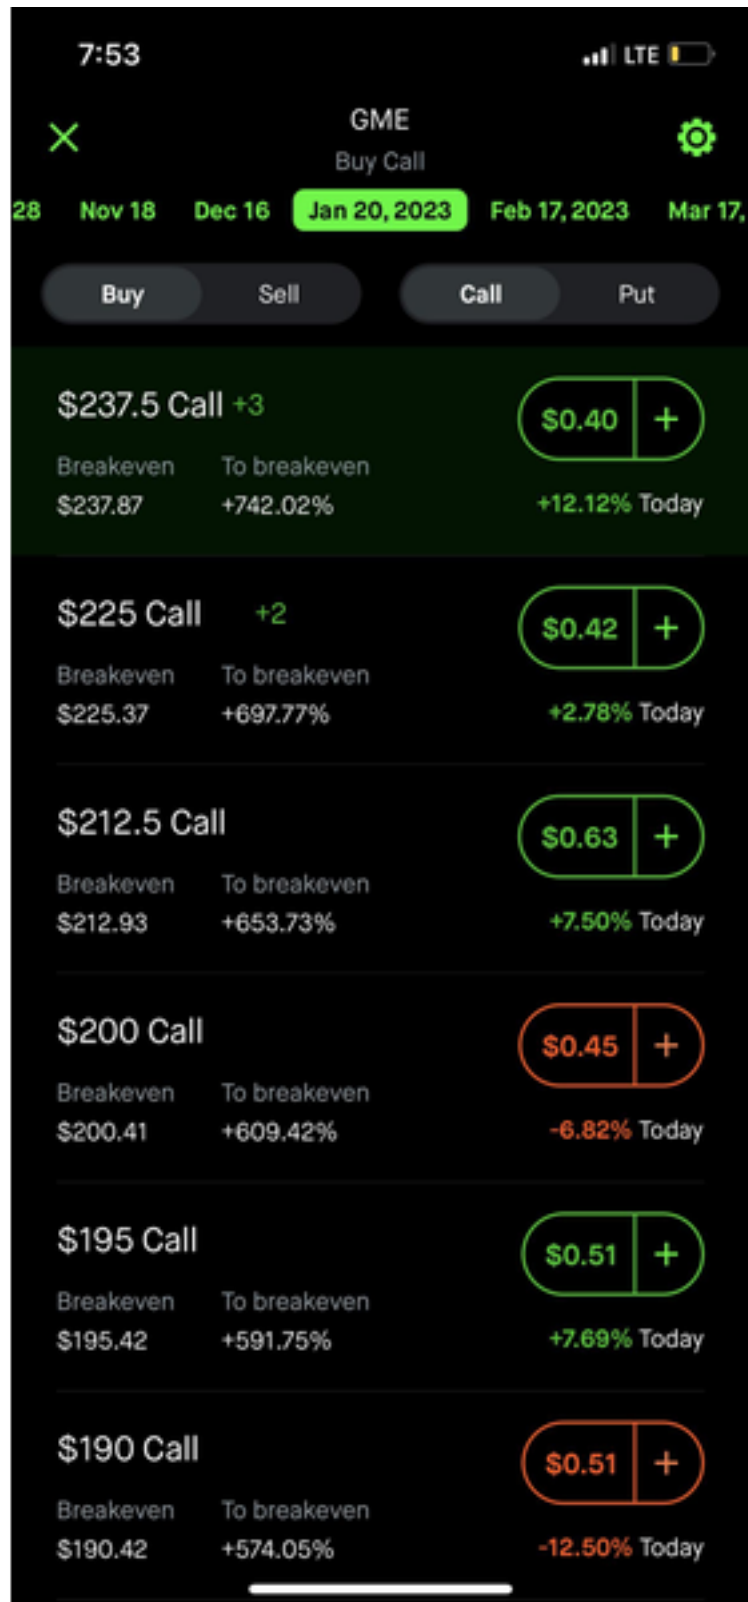 7:53 LTE
GME
Buy Call
28 Nov 18 Dec 16 Jan 20, 2023 Feb 17, 2023 Mar 17,
Buy Sell Call Put
$237.5 Call +3 $0.40 +
Breakeven To breakeven
$237.87 +742.02% +12.12% Today
$225 Call +2 $0.42 +
Breakeven To breakeven
$225.37 +697.77% +2.78% Today
$212.5 Call $0.63 +
Breakeven To breakeven
$212.93 +653.73% +7.50% Today
$200 Call $0.45 +
Breakeven To breakeven
$200.41 +609.42% -6.82% Today
$195 Call $0.51 +
Breakeven To breakeven
$195.42 +591.75% +7.69% Today
$190 Call $0.51 +
Breakeven To breakeven
$190.42 +574.05% -12.50% Today